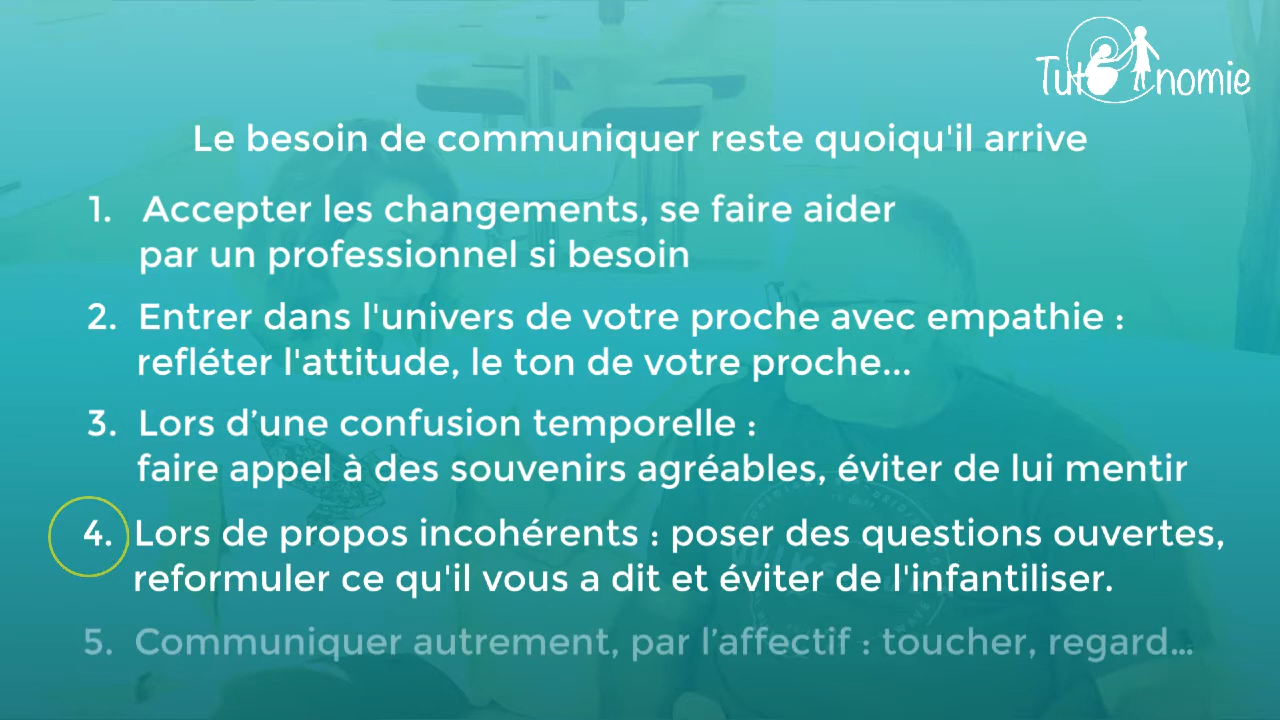 Tutonomie
Le besoin de communiquer reste quoiqu'il arrive
1. Accepter les changements, se faire aider
par un professionnel si besoin
2. Entrer dans l'univers de votre proche avec empathie :
refléter l'attitude, le ton de votre proche...
3. Lors d’une confusion temporelle :
faire appel à des souvenirs agréables, éviter de lui mentir
4. Lors de propos incohérents : poser des questions ouvertes,
reformuler ce qu'il vous a dit et éviter de l'infantiliser.
5. Communiquer autrement, par l’affectif : toucher, regard...